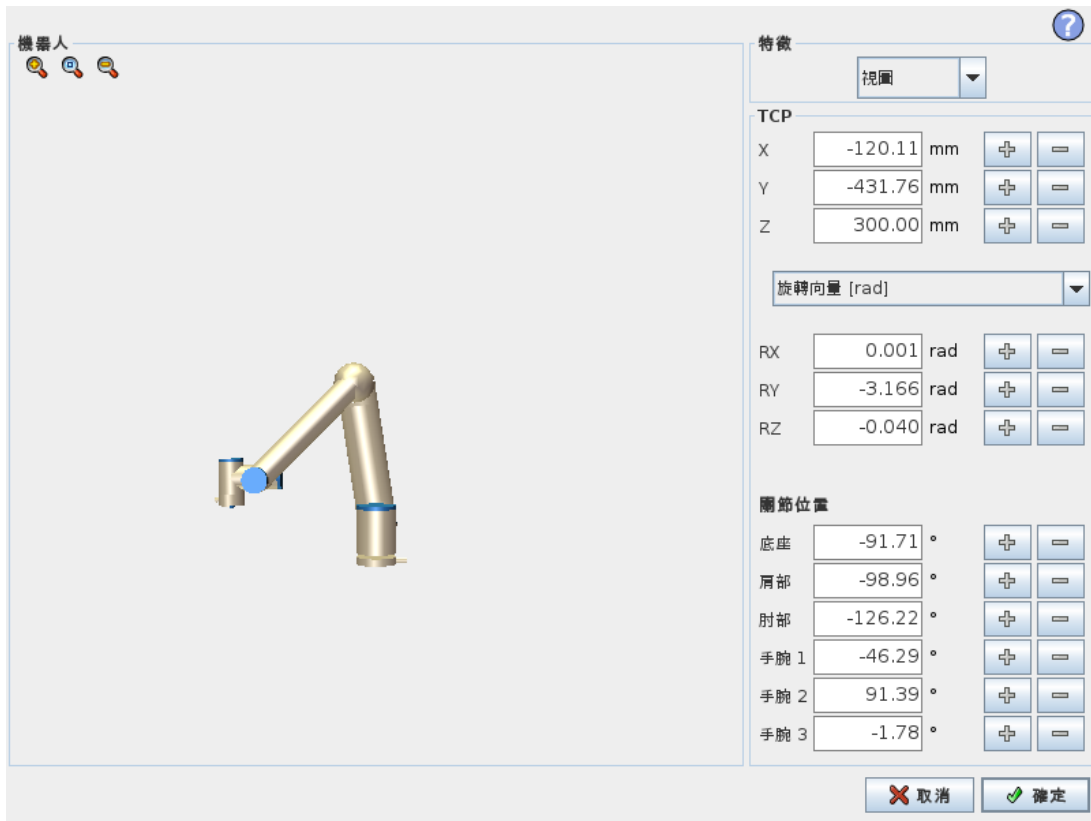 機器人
?
特徵
視圖
TCP
X -120.11 mm
Y -431.76 mm
Z 300.00 mm
旋轉向量 [rad]
RX 0.001 rad
RY -3.166 rad
RZ -0.040 rad
關節位置
底座 -91.71 °
肩部 -98.96 °
肘部 -126.22 °
手腕 1 -46.29 °
手腕 2 91.39 °
手腕 3 -1.78 °
取消
確定